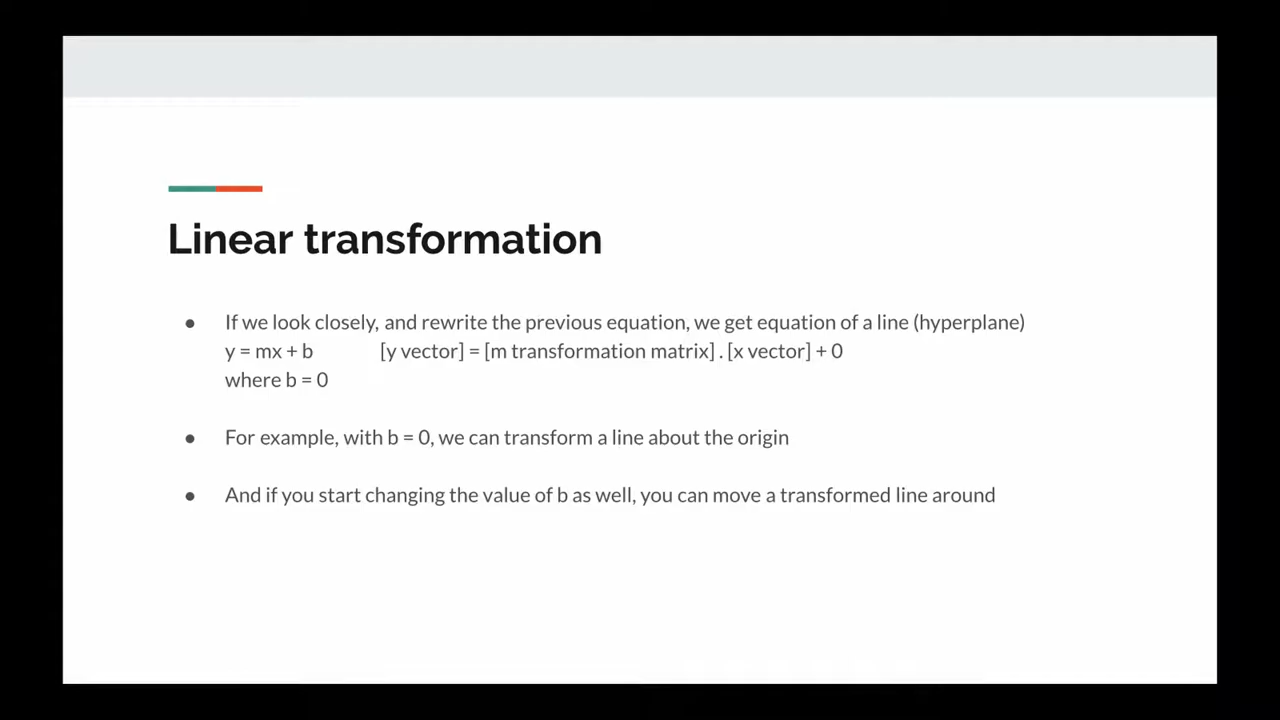 Linear transformation
● If we look closely, and rewrite the previous equation, we get equation of a line (hyperplane)
y = mx + b [y vector] = [m transformation matrix] . [x vector] + 0
where b = 0
● For example, with b = 0, we can transform a line about the origin
● And if you start changing the value of b as well, you can move a transformed line around